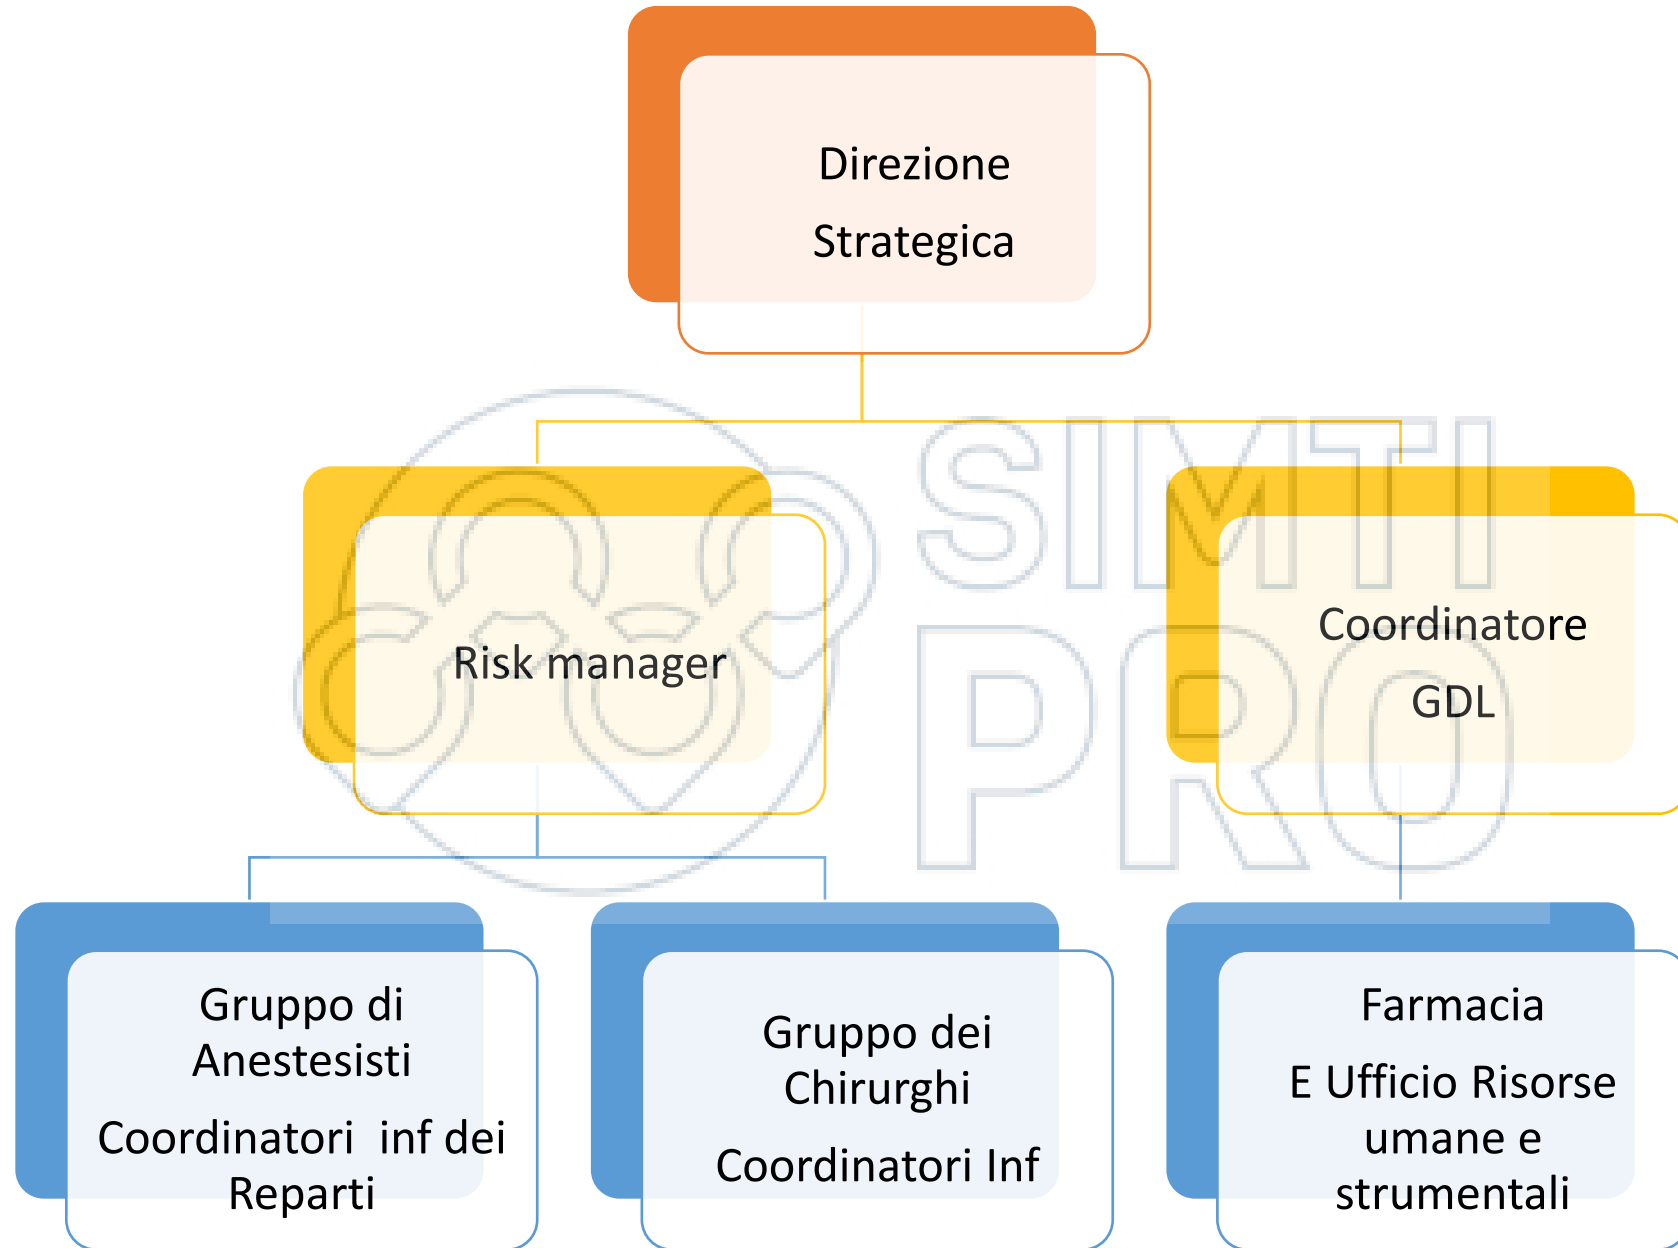 Direzione
Strategica
SIMTI
PRO
Risk manager
Coordinatore
GDL
Gruppo di
Anestesisti
Coordinatori  inf dei
Reparti
Gruppo dei
Chirurghi
Coordinatori Inf
Farmacia
E Ufficio Risorse
umane e
strumentali